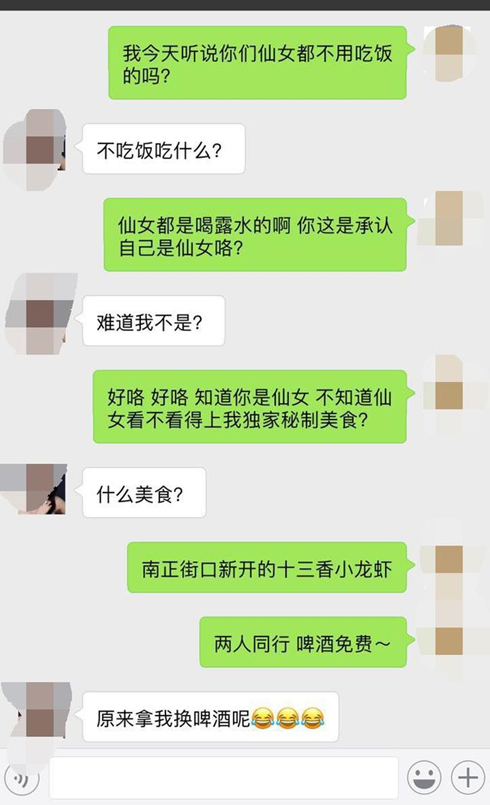 我今天听说你们仙女都不用吃饭
的吗?
不吃饭吃什么?
仙女都是喝露水的啊 你这是承认
自己是仙女咯?
难道我不是?
好咯 好咯 知道你是仙女 不知道仙
女看不看得上我独家秘制美食?
什么美食?
南正街口新开的十三香小龙虾
两人同行 啤酒免费～
原来拿我换啤酒呢😂😂😂